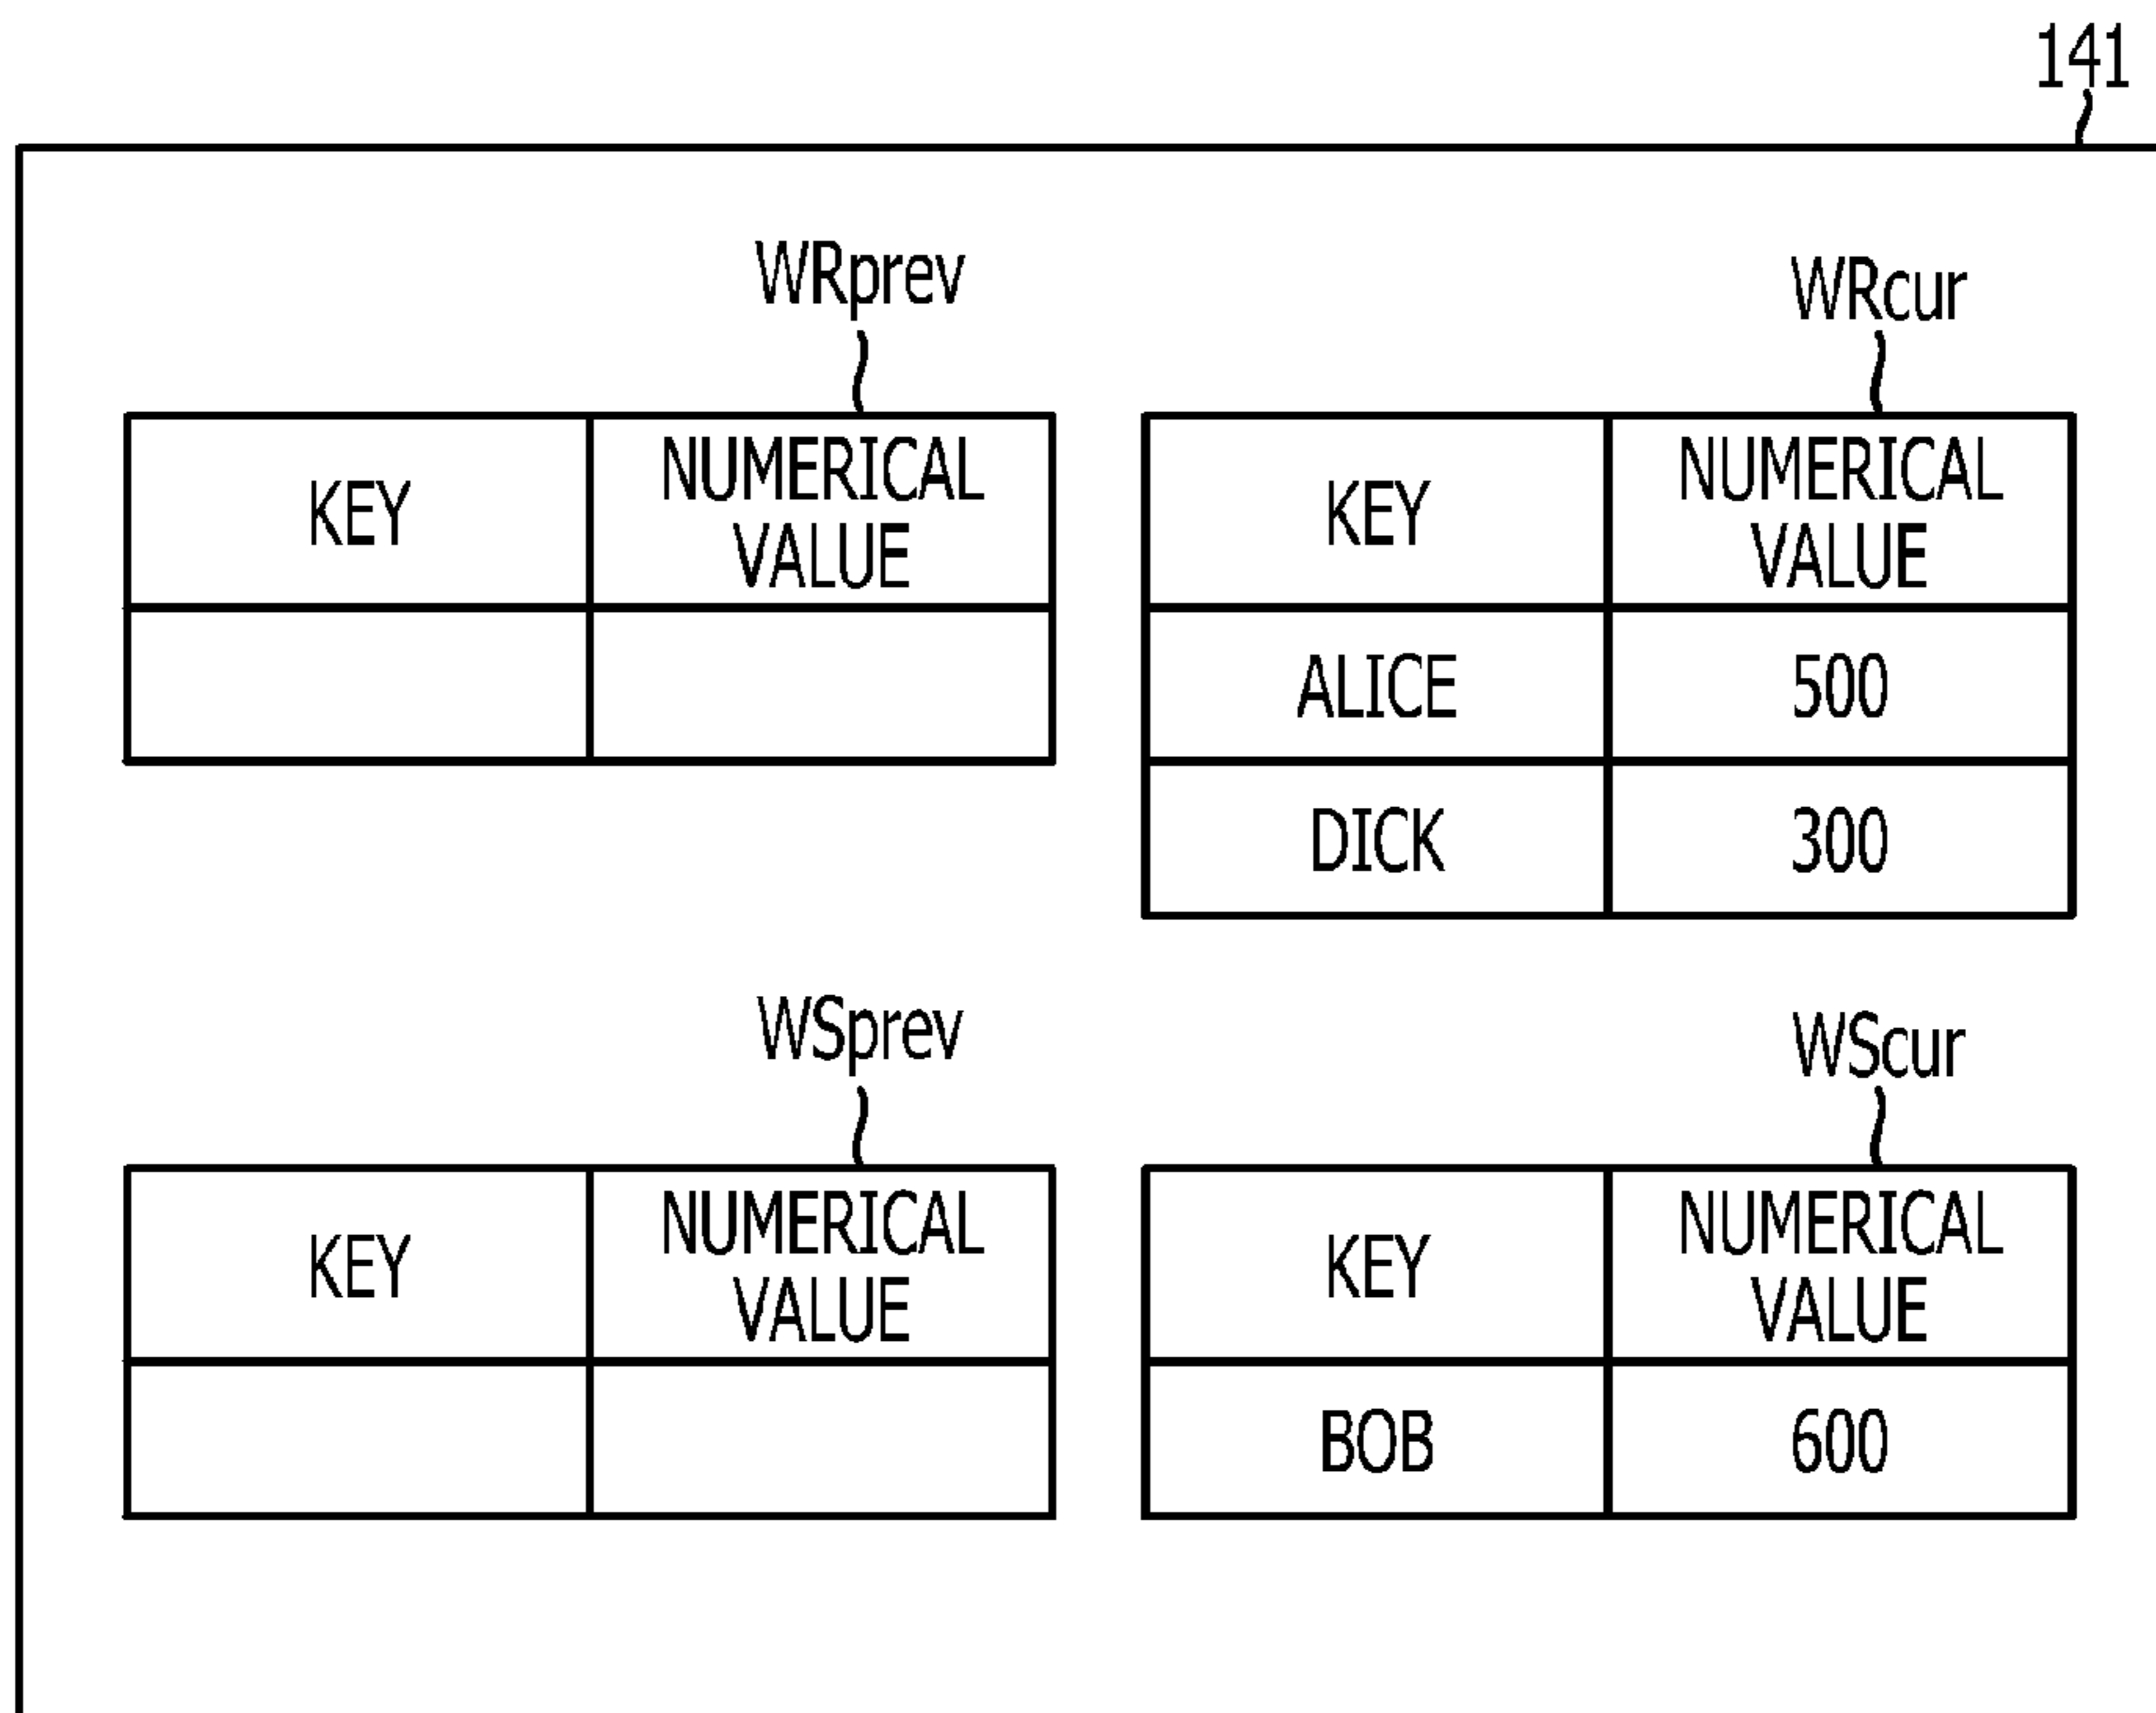 141
WRprev
WRcur
KEY
NUMERICAL
VALUE
KEY
NUMERICAL
VALUE
ALICE
500
DICK
300
WSprev
WScur
KEY
NUMERICAL
VALUE
KEY
NUMERICAL
VALUE
BOB
600